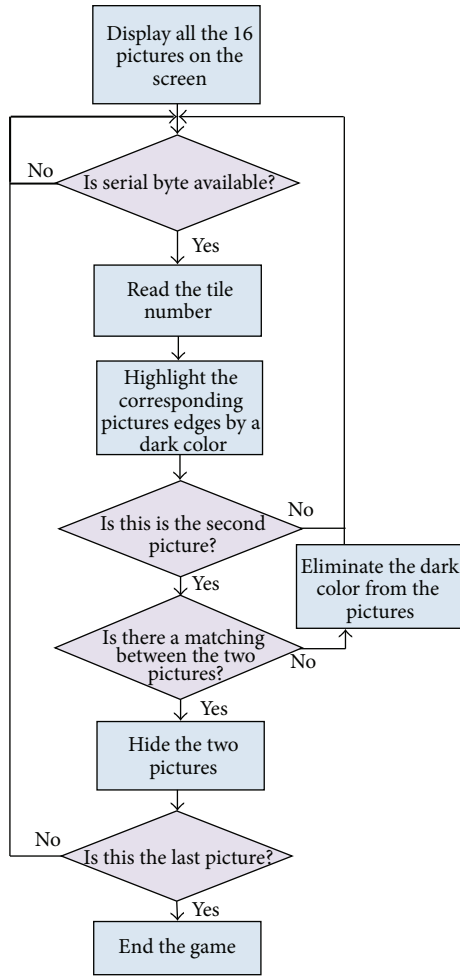 Display all the 16
pictures on the
screen
No
Is serial byte available?
Yes
Read the tile
number
Highlight the
corresponding
pictures edges by a
dark color
No
Is this is the second
picture?
Eliminate the dark
color from the
pictures
Yes
Is there a matching
between the two
pictures?
No
Yes
Hide the two
pictures
No
Is this the last picture?
Yes
End the game